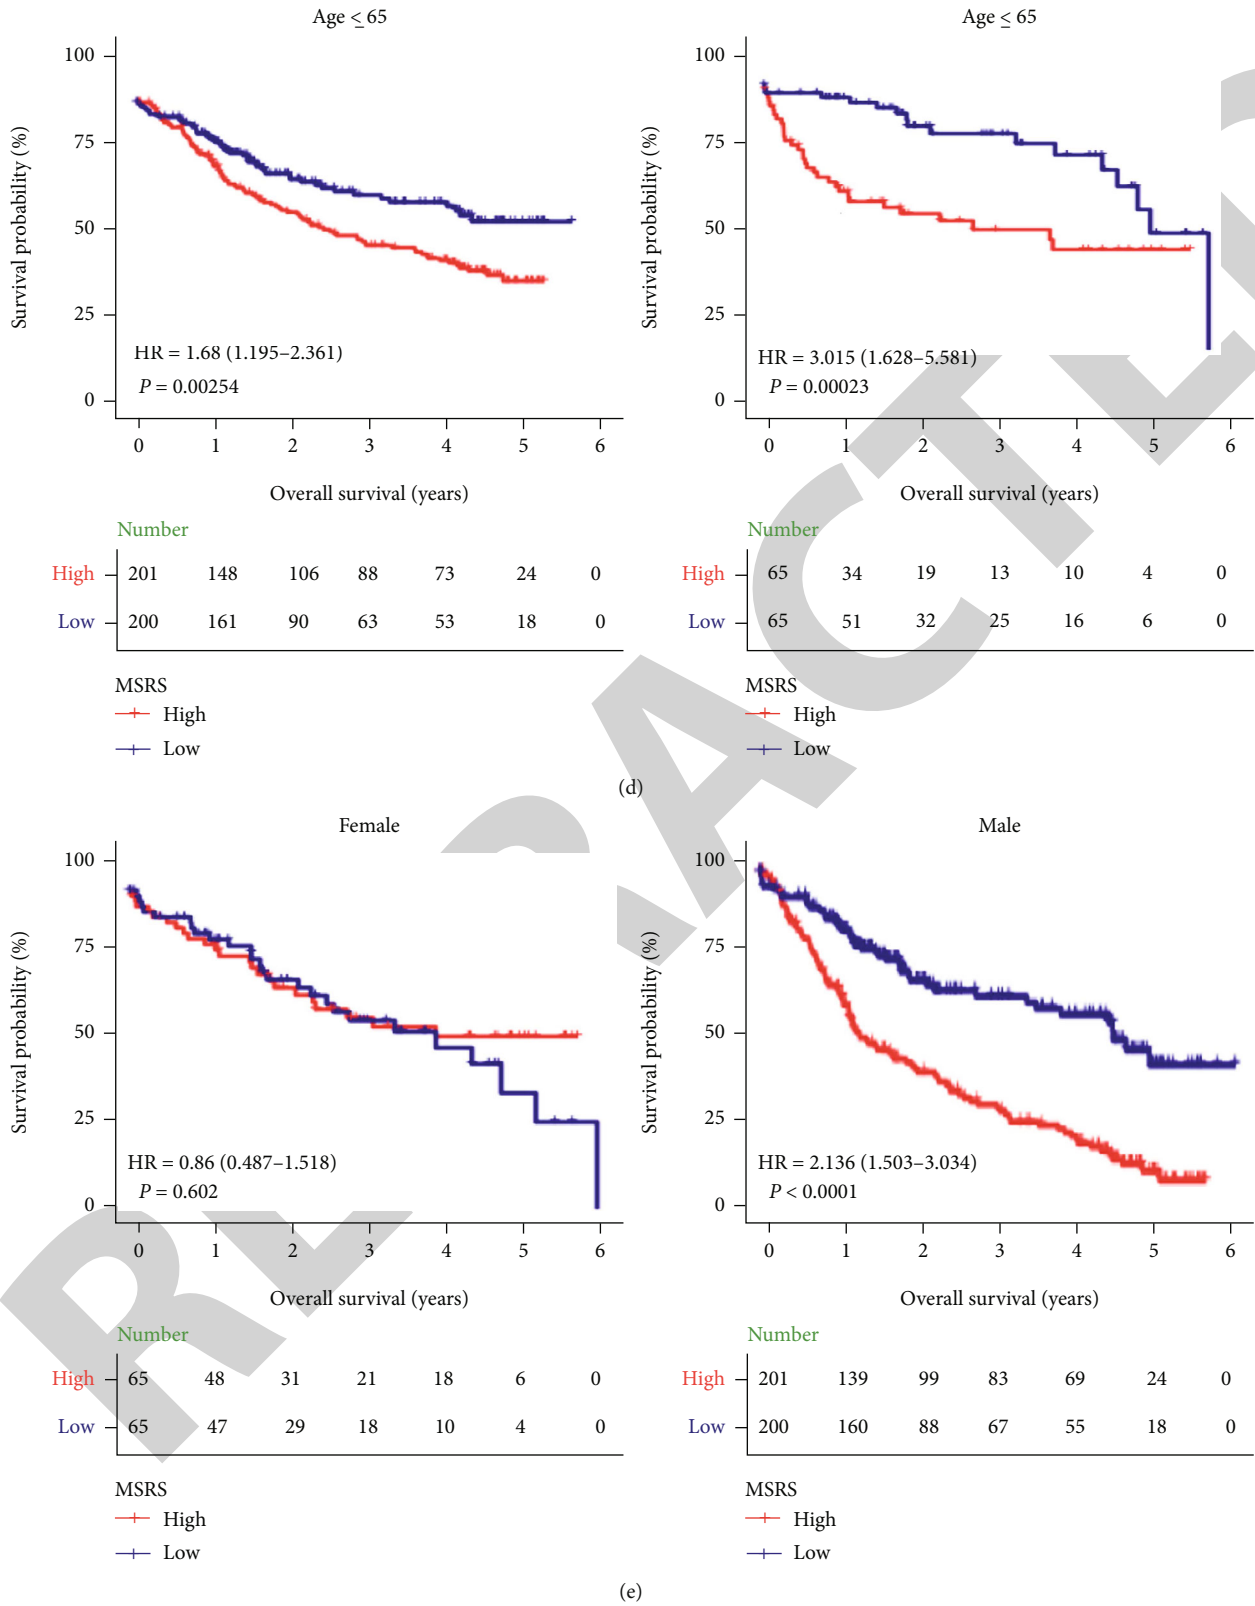 Age ≤ 65
Survival probability (%)
100
75
50
25
0
HR = 1.68 (1.195–2.361)
P = 0.00254
0 1 2 3 4 5 6
Overall survival (years)
Number
High 201 148 106 88 73 24 0
Low 200 161 90 63 53 18 0
MSRS
High
Low
Age ≤ 65
Survival probability (%)
100
75
50
25
0
HR = 3.015 (1.628–5.581)
P = 0.00023
0 1 2 3 4 5 6
Overall survival (years)
Number
High 65 34 19 13 10 4 0
Low 65 51 32 25 16 6 0
MSRS
High
Low
(d)
Female
Survival probability (%)
100
75
50
25
0
HR = 0.86 (0.487–1.518)
P = 0.602
0 1 2 3 4 5 6
Overall survival (years)
Number
High 65 48 31 21 18 6 0
Low 65 47 29 18 10 4 0
MSRS
High
Low
Male
Survival probability (%)
100
75
50
25
0
HR = 2.136 (1.503–3.034)
P < 0.0001
0 1 2 3 4 5 6
Overall survival (years)
Number
High 201 139 99 83 69 24 0
Low 200 160 88 67 55 18 0
MSRS
High
Low
(e)